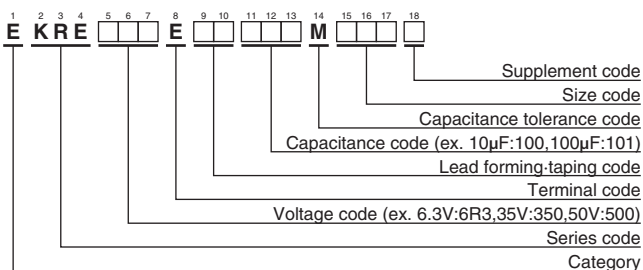 1 2 3 4 5 6 7 8 9 10 11 12 13 14 15 16 17 18
E KRE E M
Supplement code
Size code
Capacitance tolerance code
Capacitance code (ex. 10μF:100,100μF:101)
Lead forming·taping code
Terminal code
Voltage code (ex. 6.3V:6R3,35V:350,50V:500)
Series code
Category